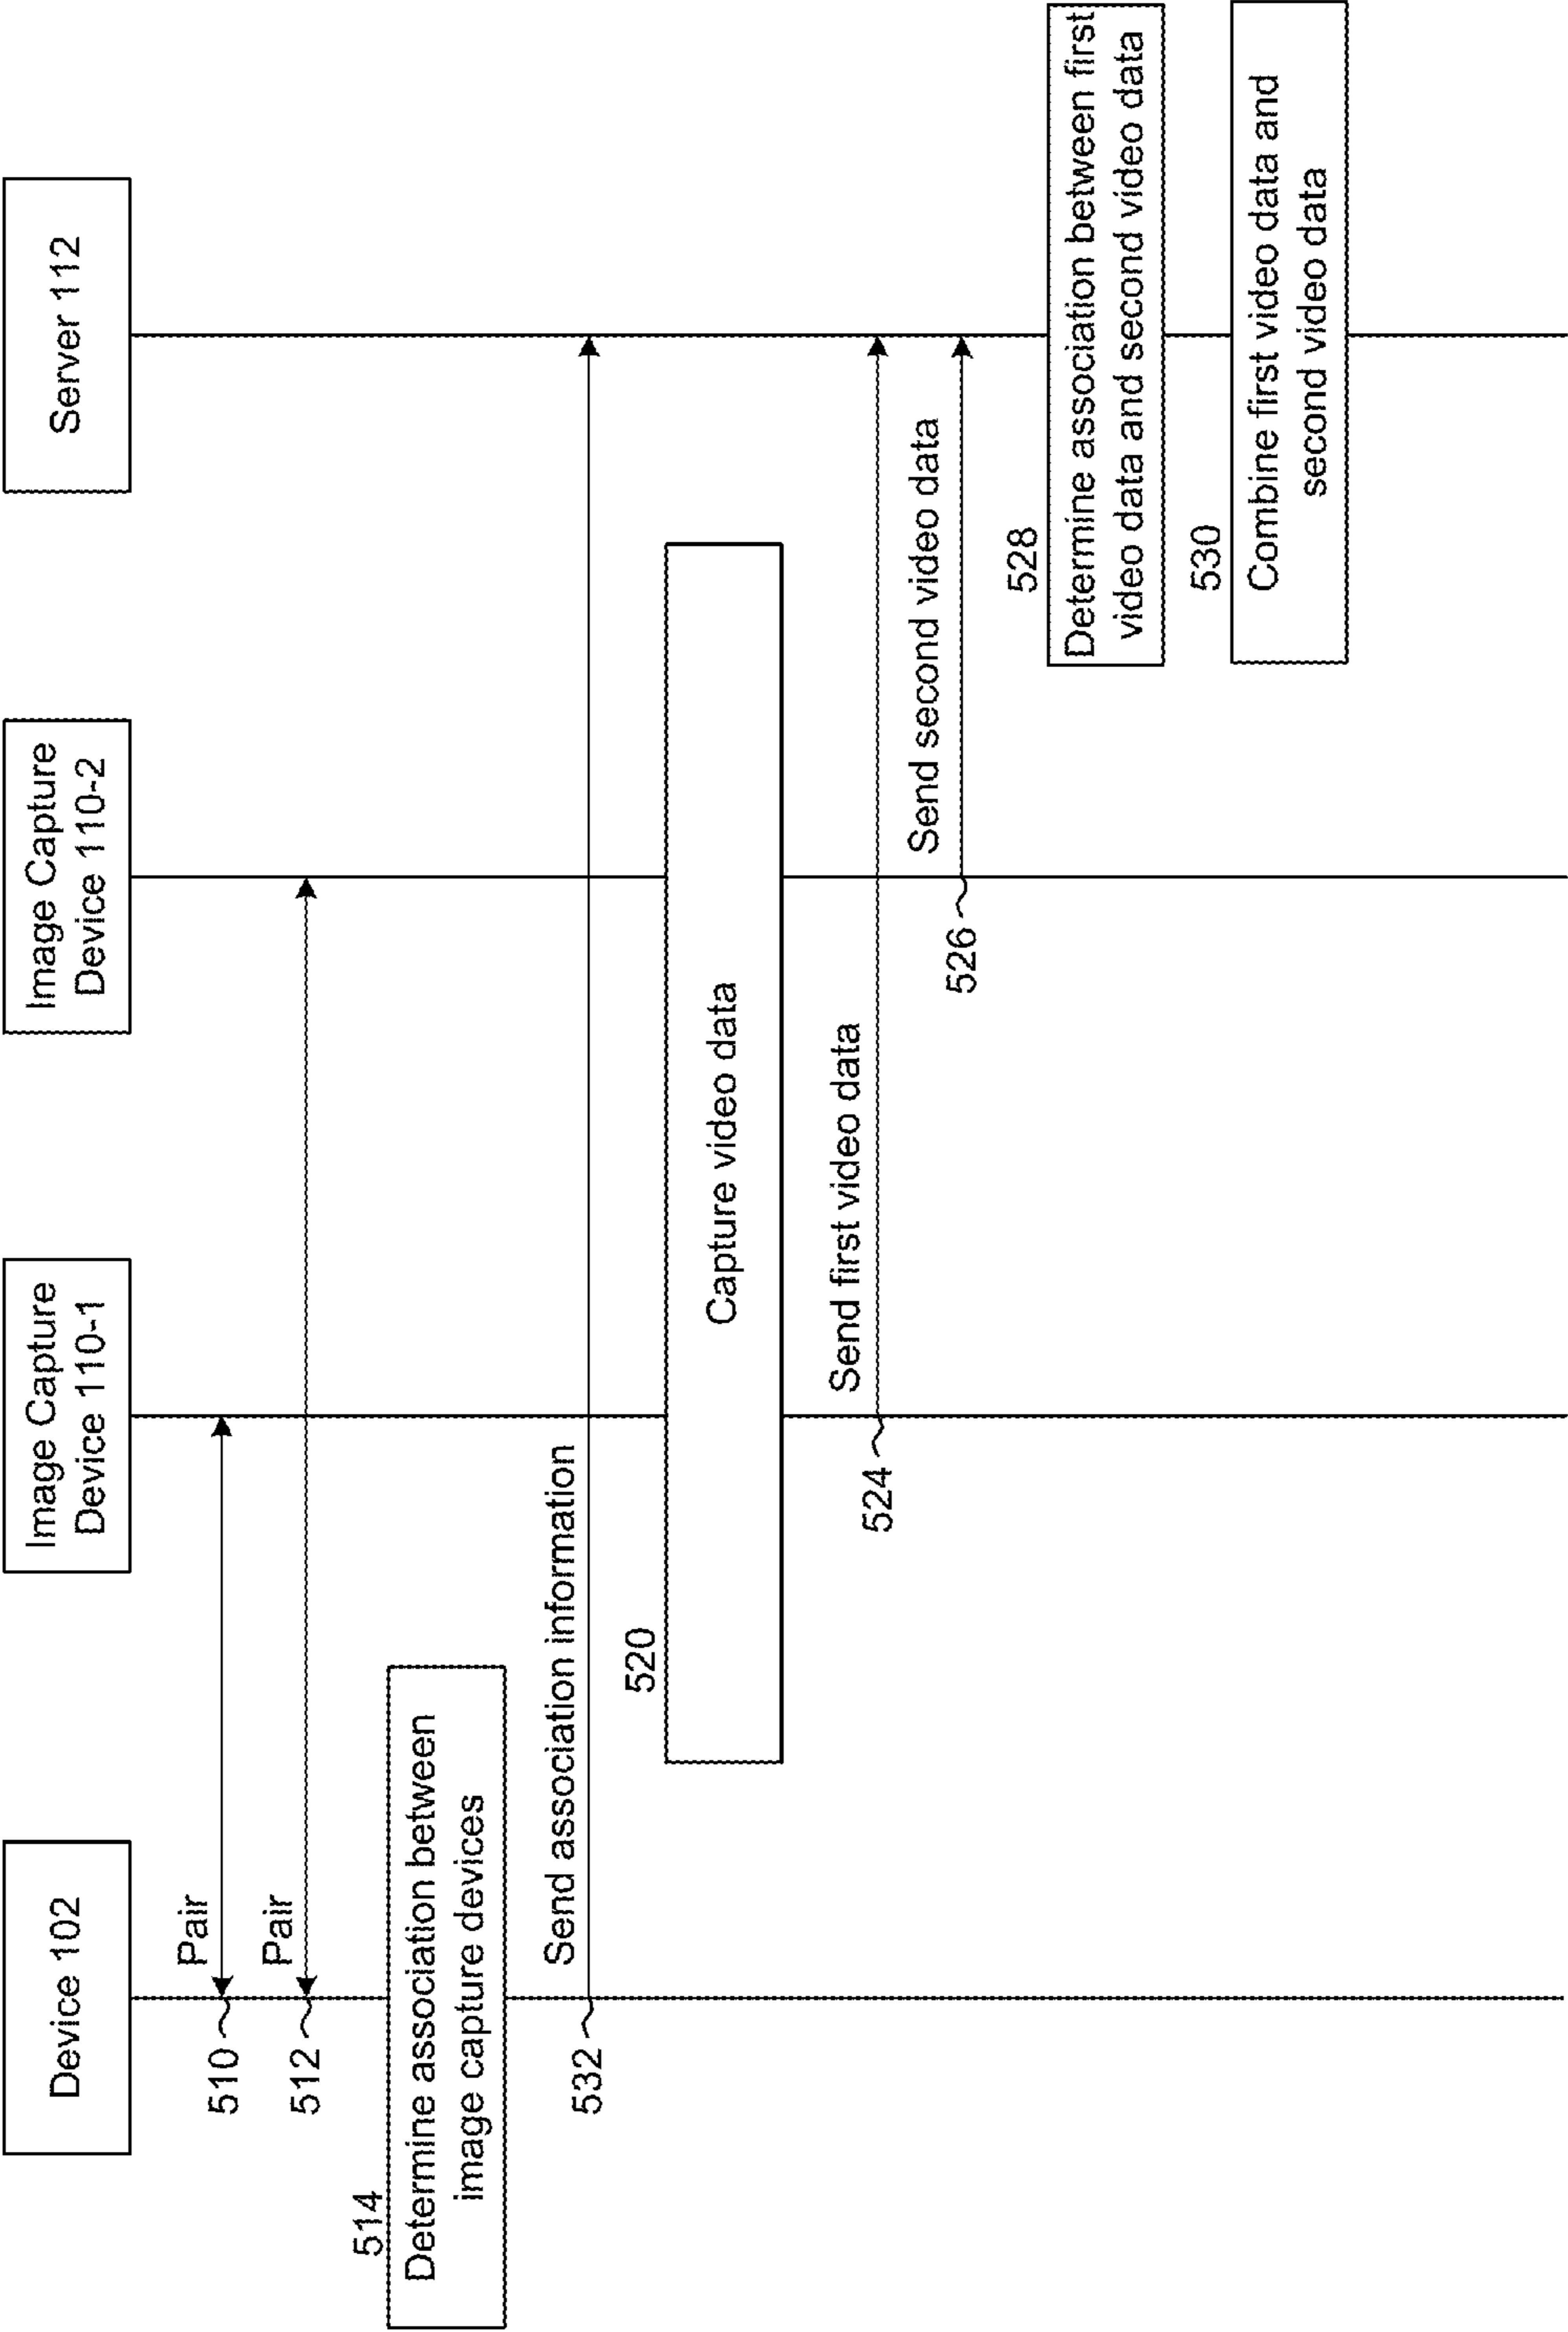 Device 102
Image Capture
Device 110-1
Image Capture
Device 110-2
Server 112
Pair
510
Pair
512
514
Determine association between
image capture devices
Send association information
532
520
Capture video data
Send first video data
524
Send second video data
526
528
Determine association between first
video data and second video data
530
Combine first video data and
second video data